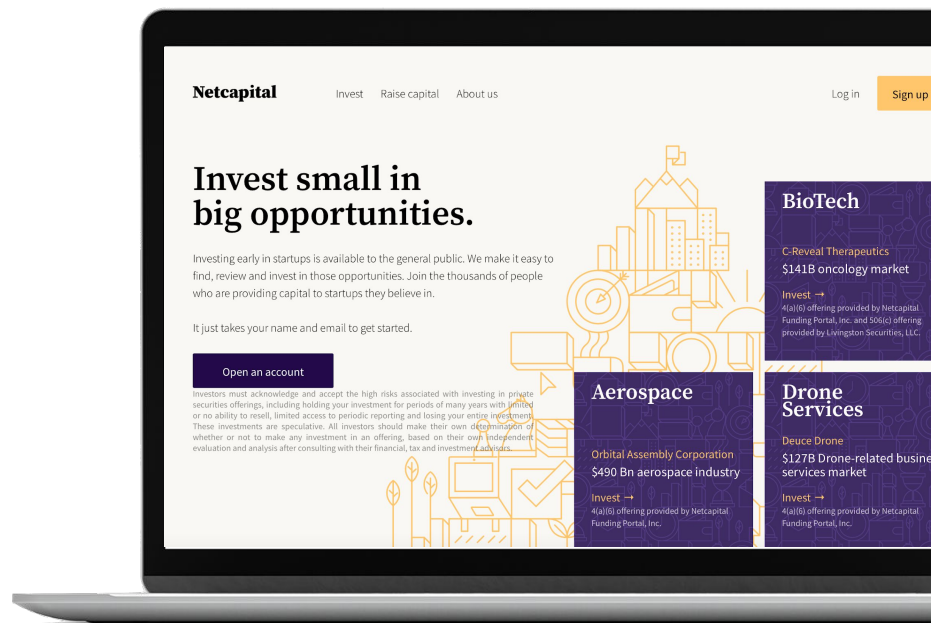 Netcapital
Invest
Raise capital
About us
Log in
Sign up
Invest small in
big opportunities.
Investing early in startups is available to the general public. We make it easy to
find, review and invest in those opportunities. Join the thousands of people
who are providing capital to startups they believe in.
It just takes your name and email to get started.
Open an account
Investors must acknowledge and accept the high risks associated with investing in private
securities offerings, including holding your investment for periods of many years with limited
or no ability to resell, limited access to periodic reporting and losing your entire investment.
These investments are speculative. All investors should make their own determination of
whether or not to make any investment in an offering, based on their own independent
evaluation and analysis after consulting with their financial, tax and investment advisors.
BioTech
C-Reveal Therapeutics
$141B oncology market
Invest →
4(a)(6) offering provided by Netcapital
Funding Portal, Inc. and 506(c) offering
provided by Livingston Securities, LLC.
Aerospace
Orbital Assembly Corporation
$490 Bn aerospace industry
Invest →
4(a)(6) offering provided by Netcapital
Funding Portal, Inc.
Drone
Services
Deuce Drone
$127B Drone-related busine
services market
Invest →
4(a)(6) offering provided by Netcapital
Funding Portal, Inc.